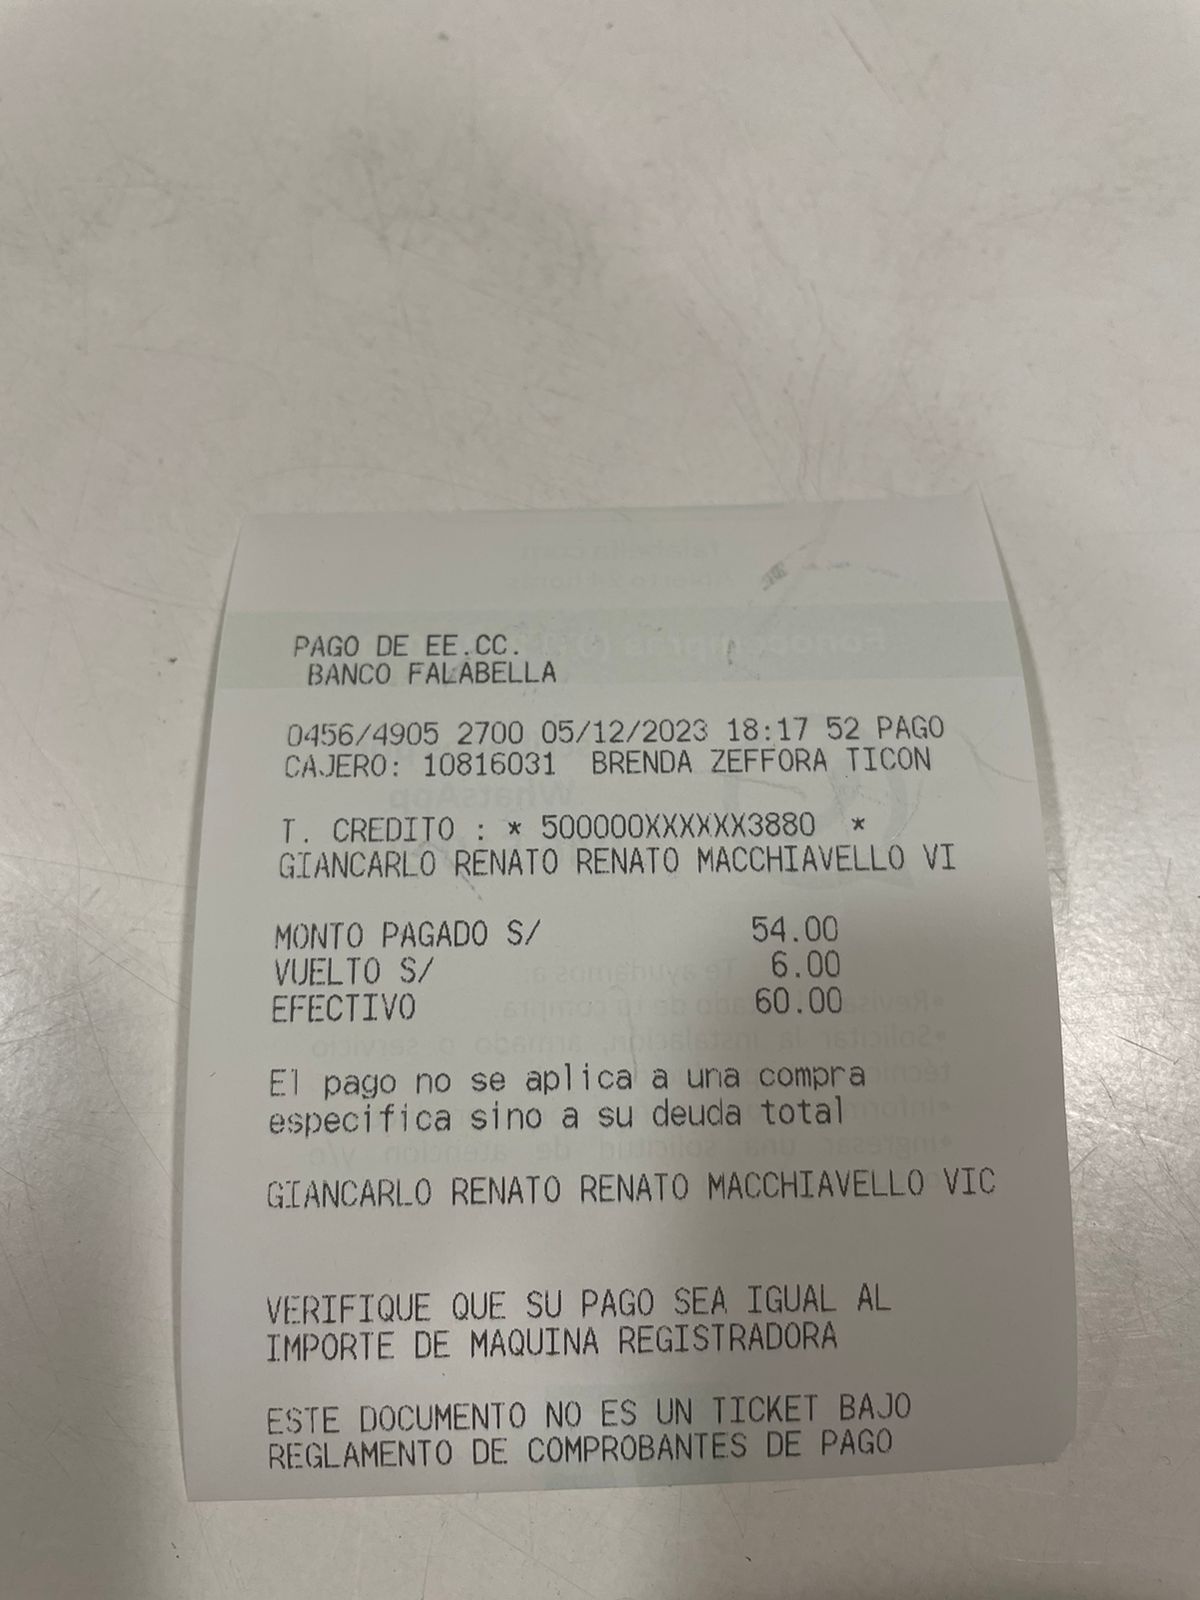 PAGO DE EE.CC.
BANCO FALABELLA
0456/4905 2700 05/12/2023 18:17 52 PAGO
CAJERO: 10816031 BRENDA ZEFFORA TICON
T. CREDITO : * 500000XXXXXX3880 *
GIANCARLO RENATO RENATO MACCHIAVELLO VI
MONTO PAGADO S/ 54.00
VUELTO S/ 6.00
EFECTIVO 60.00
El pago no se aplica a una compra
especifica sino a su deuda total
GIANCARLO RENATO RENATO MACCHIAVELLO VIC
VERIFIQUE QUE SU PAGO SEA IGUAL AL
IMPORTE DE MAQUINA REGISTRADORA
ESTE DOCUMENTO NO ES UN TICKET BAJO
REGLAMENTO DE COMPROBANTES DE PAGO